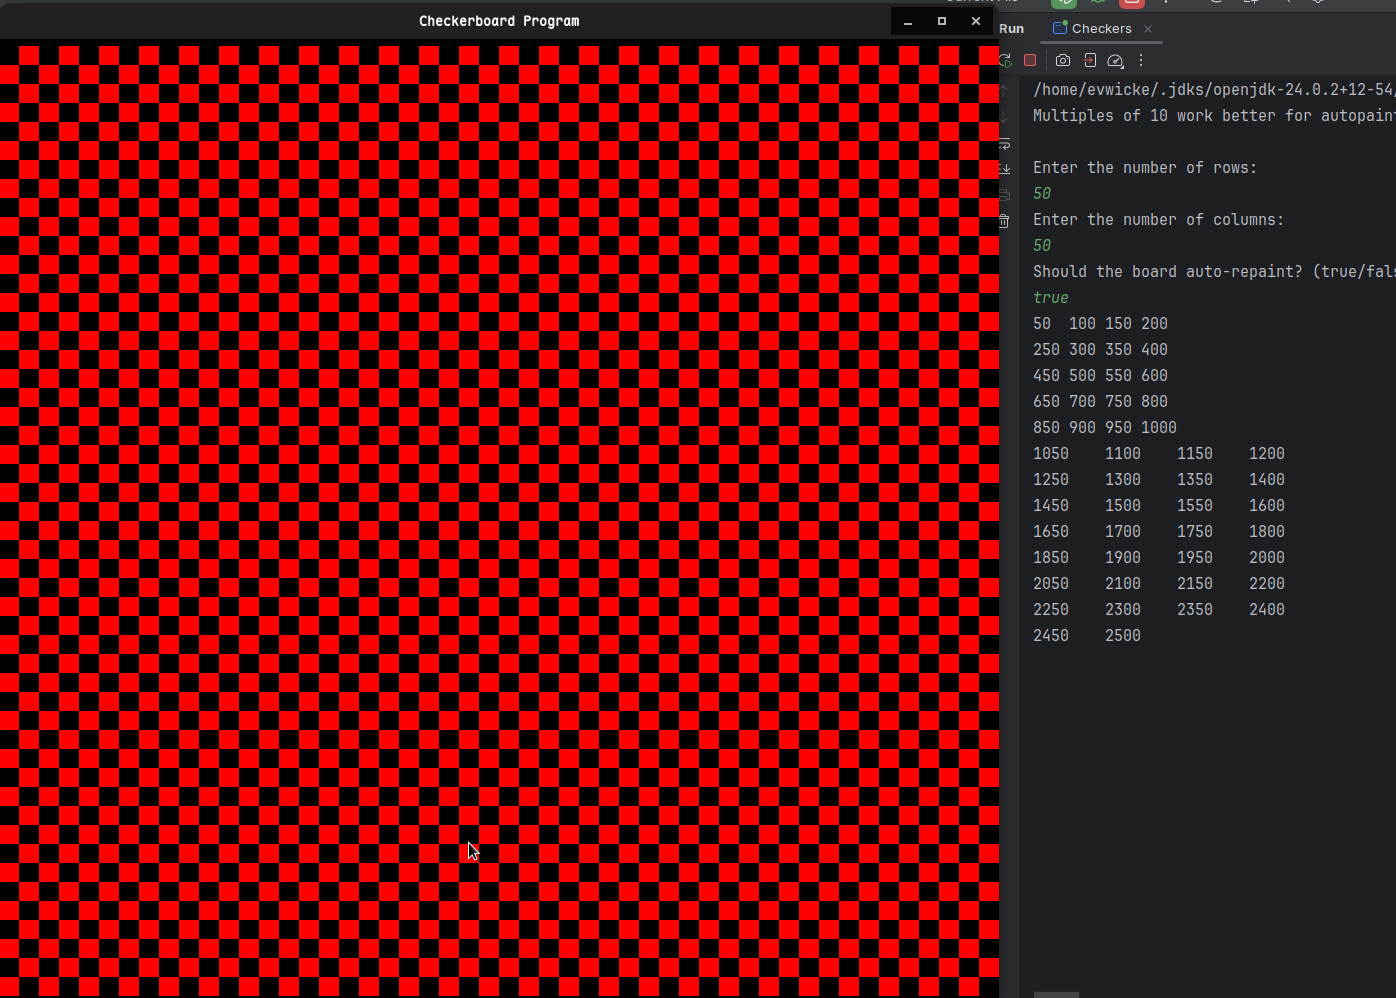 Checkerboard Program
Run
Checkers
/home/evwicke/.jdks/openjdk-24.0.2+12-54/
Multiples of 10 work better for autopain
Enter the number of rows:
50
Enter the number of columns:
50
Should the board auto-repaint? (true/fals
true
50 100 150 200
250 300 350 400
450 500 550 600
650 700 750 800
850 900 950 1000
1050 1100 1150 1200
1250 1300 1350 1400
1450 1500 1550 1600
1650 1700 1750 1800
1850 1900 1950 2000
2050 2100 2150 2200
2250 2300 2350 2400
2450 2500